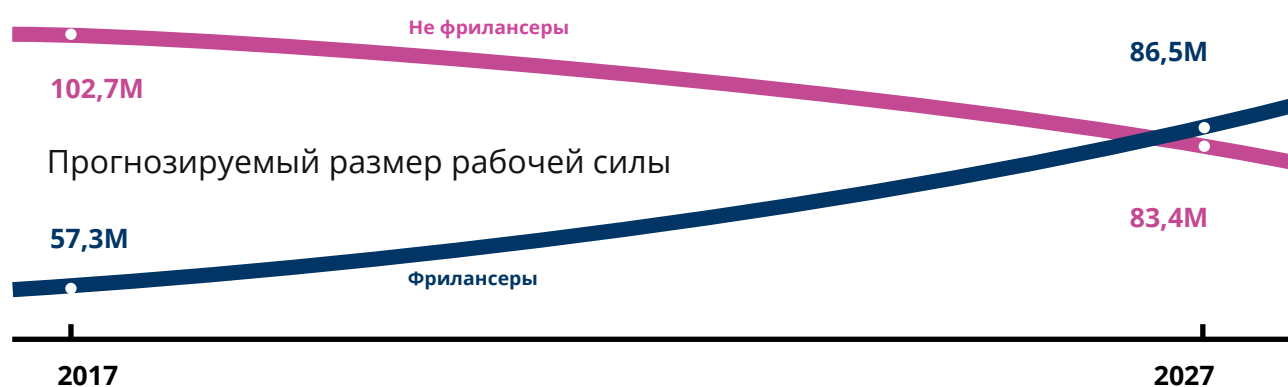 Не фрилансеры
86,5M
102,7M
Прогнозируемый размер рабочей силы
57,3M
83,4M
Фрилансеры
2017
2027